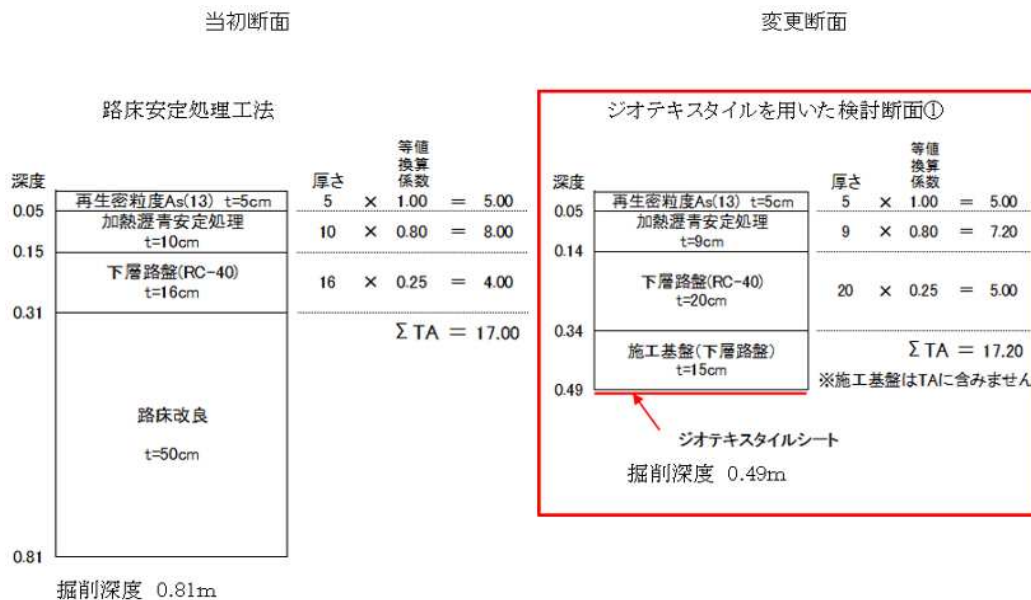 当初断面
変更断面
路床安定処理工法
深度
厚さ
等値
換算
係数
再生密粒度As(13) t=5cm
5 × 1.00 = 5.00
0.05
加熱瀝青安定処理
t=10cm
10 × 0.80 = 8.00
0.15
下層路盤(RC-40)
t=16cm
16 × 0.25 = 4.00
0.31
ΣTA = 17.00
路床改良
t=50cm
0.81
掘削深度 0.81m
ジオテキスタイルを用いた検討断面①
深度
厚さ
等値
換算
係数
再生密粒度As(13) t=5cm
5 × 1.00 = 5.00
0.05
加熱瀝青安定処理
t=9cm
9 × 0.80 = 7.20
0.14
下層路盤(RC-40)
t=20cm
20 × 0.25 = 5.00
0.34
施工基盤(下層路盤)
t=15cm
ΣTA = 17.20
※施工基盤はTAに含みません
0.49
ジオテキスタイルシート
掘削深度 0.49m